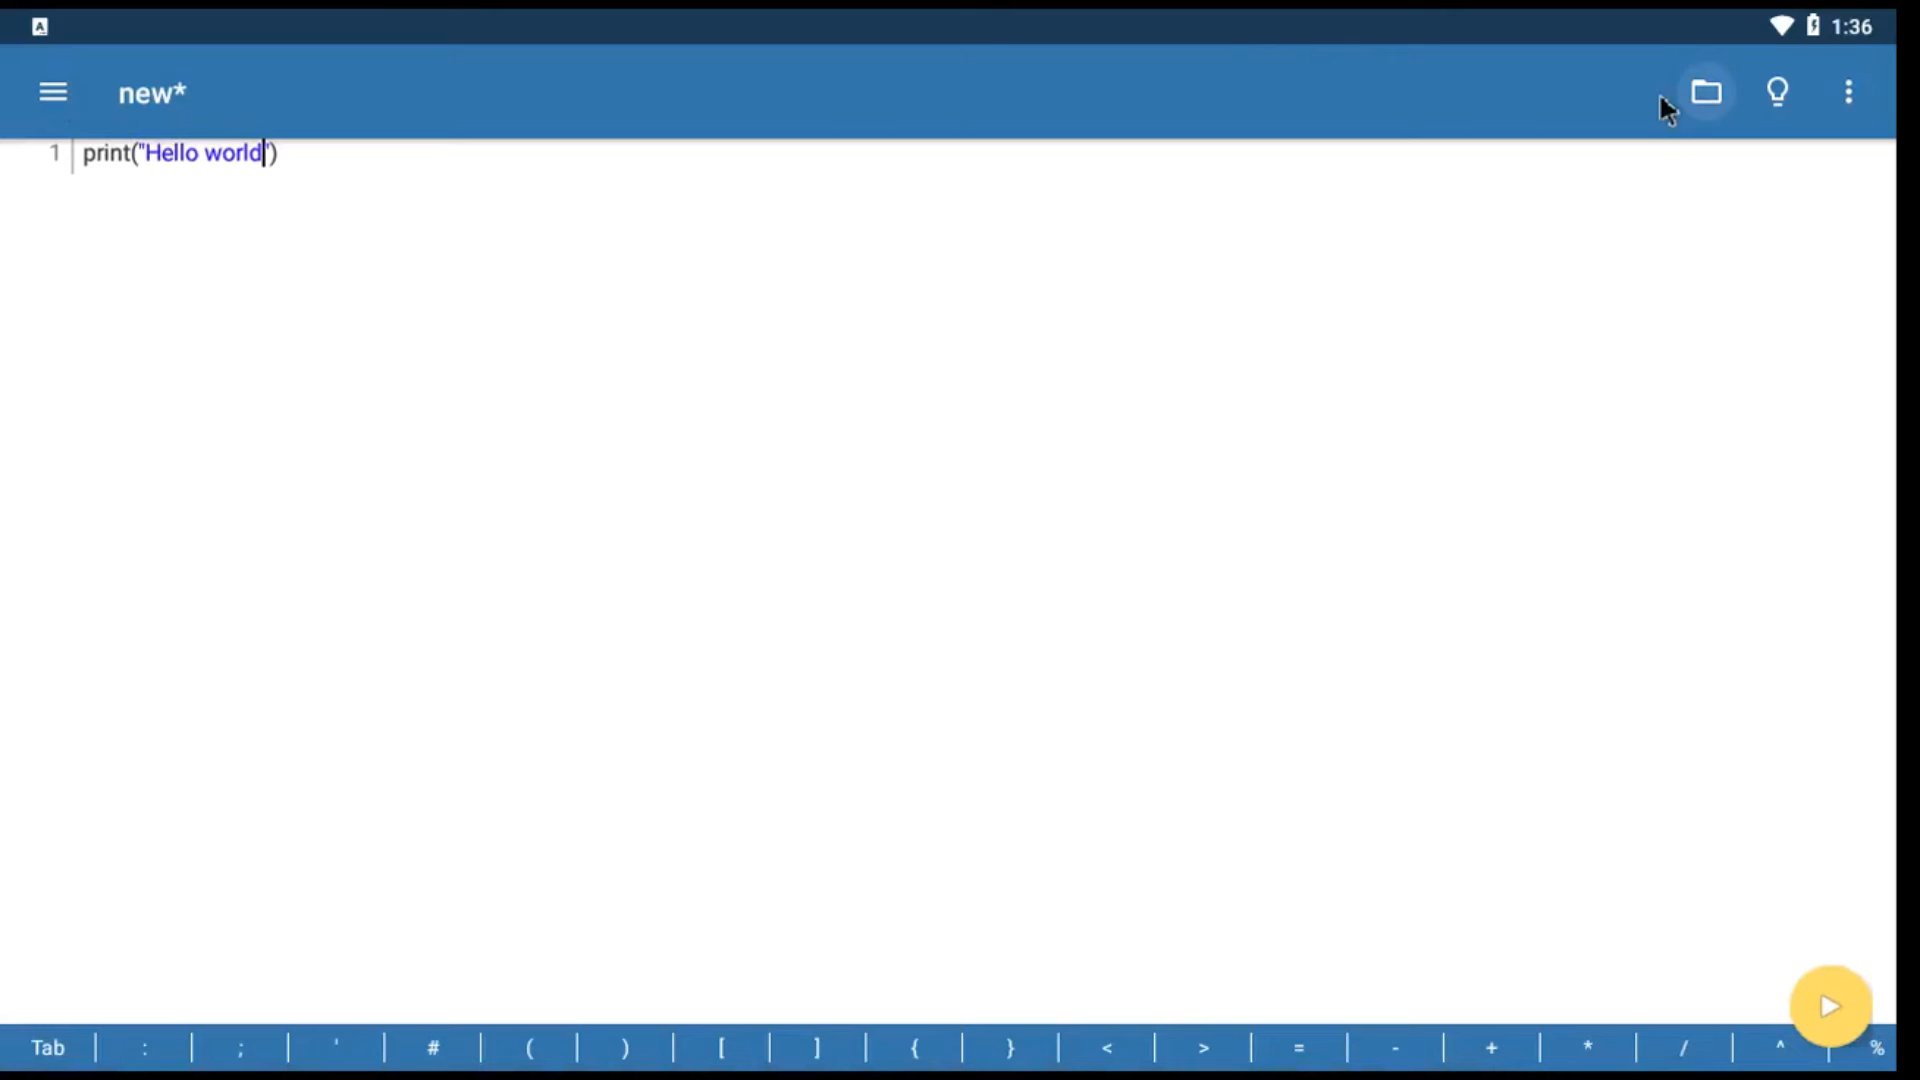 1:36
new*
1 print("Hello world")
Tab : ; ' # ( ) [ ] { } < > = - + * / ^ %